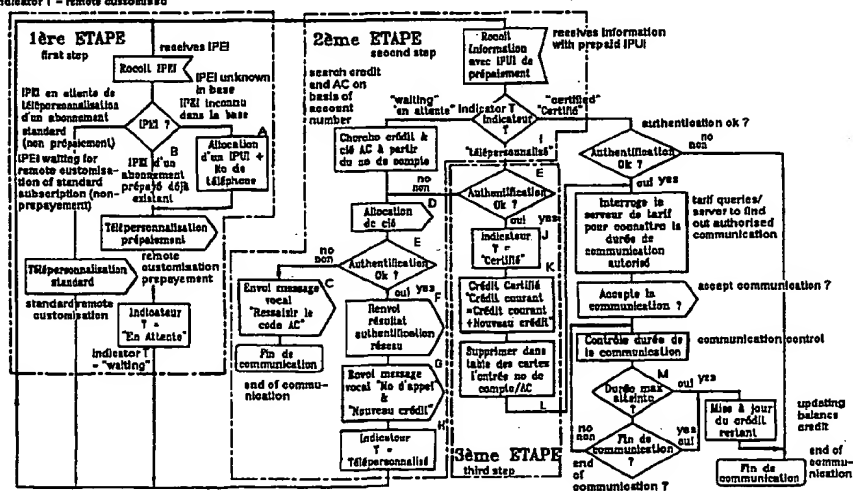 1ère ETAPE
first step
receives IPEI
Recoit IPEI
IPEI en attente de
télépersonnalisation
d'un abonnement
standard
(non prépaiement)
IPEI waiting for
remote customisa-
tion of standard
subscription (non-
prepayement)
IPEI ?
IPEI unknown
in base
IPEI inconnu
dans la base
A
Allocation
d'un IPUI +
No de
téléphone
B
IPEI d'un
abonnement
prépayé déjà
existant
Télépersonnalisation
prépaiement
remote
customisation
prepayement
Télépersonnalisation
standard
standard remote
customisation
Indicateur
T =
"En Attente"
indicator T
= "waiting"
2ème ETAPE
second step
Recoit
Information
avec IPUI de
prépaiement
receives information
with prepaid IPUI
search credit
and AC on
basis of
account
number
"waiting"
"en attente"
Indicator T
Indicateur
T
?
"certified"
"Certifié"
"télépersonnalisé"
Cherche crédit &
clé AC à partir
du no de compte
Allocation
de clé
D
E
Authentification
Ok ?
no
non
oui yes
C
Envoi message
vocal
"Ressaisir le
code AC"
Fin de
communication
end of commu-
nication
F
Renvoi
résultat
authentification
réseau
G
Envoi message
vocal "No d'appel
&
"Nouveau crédit"
H
Indicateur
T =
Télépersonnalisé
E
no
non
Authentification
Ok ?
oui yes
J
Indicateur
T =
"Certifié"
K
Crédit Certifié
"Crédit courant
=Crédit courant
+Nouveau crédit"
Supprimer dans
table des cartes
l'entrée no de
compte/AC
L
3ème ETAPE
third step
authentication ok ?
no
non
Authentification
Ok ?
oui yes
Interroge le
serveur de tarif
pour connaître la
durée de
communication
autorisé
tarif queries/
server to find
out authorised
communication
Accepte la
communication ?
accept communication ?
Contrôle durée de
la communication
communication control
M
Durée max
atteinte
?
oui yes
Mise à jour
du crédit
restant
updating
balance
credit
no
non
Fin de
communication
?
yes
oui
end
of
communication ?
Fin de
communication
end of
commu-
nication